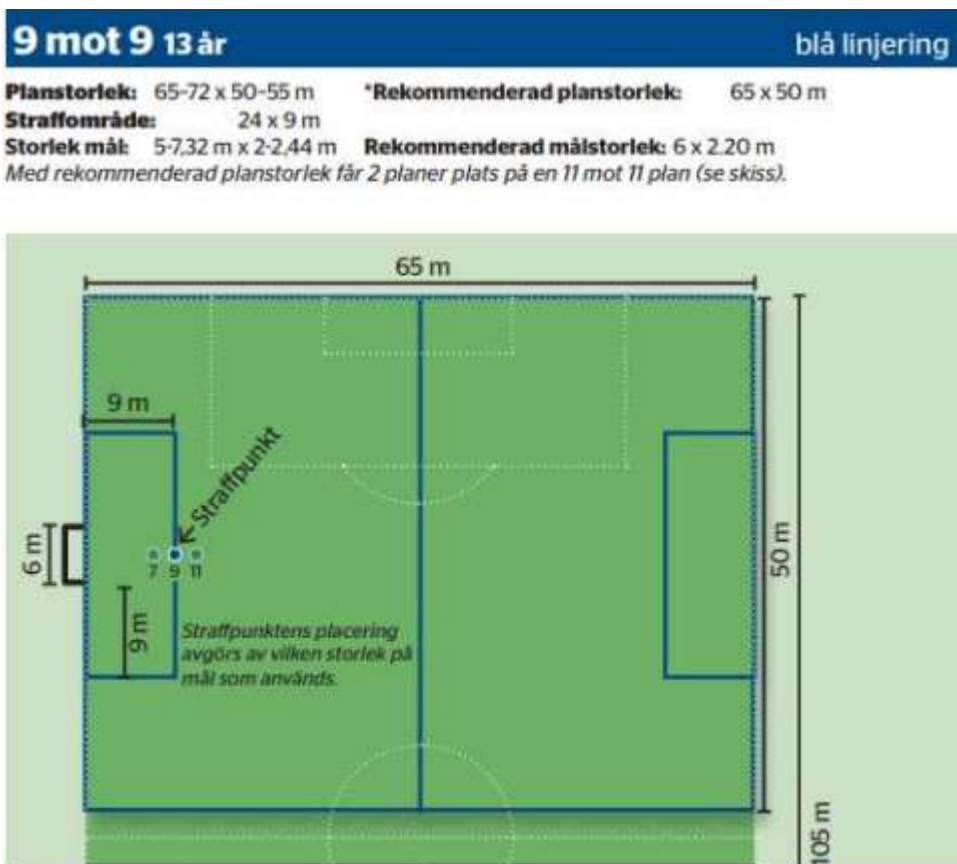 9 mot 9 13 år
blå linjering
Planstorlek: 65-72 x 50-55 m *Rekommenderad planstorlek: 65 x 50 m
Straffområde: 24 x 9 m
Storlek mål: 5-7,32 m x 2-2,44 m Rekommenderad målstorlek: 6 x 2.20 m
Med rekommenderad planstorlek får 2 planer plats på en 11 mot 11 plan (se skiss).
65 m
9 m
Straffpunkt
6 m
7 9 11
50 m
9 m
Straffpunktens placering
avgörs av vilken storlek på
mål som används.
105 m